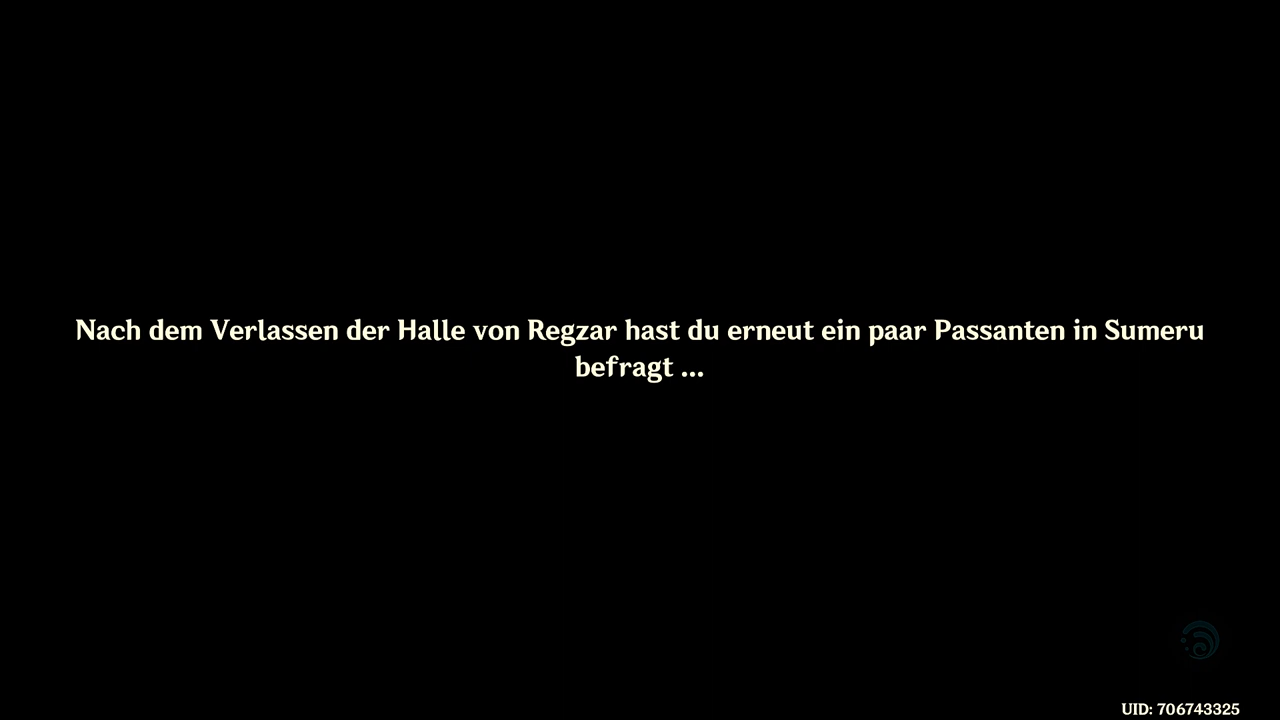 Nach dem Verlassen der Halle von Regzar hast du erneut ein paar Passanten in Sumeru
befragt ...
UID: 706743325